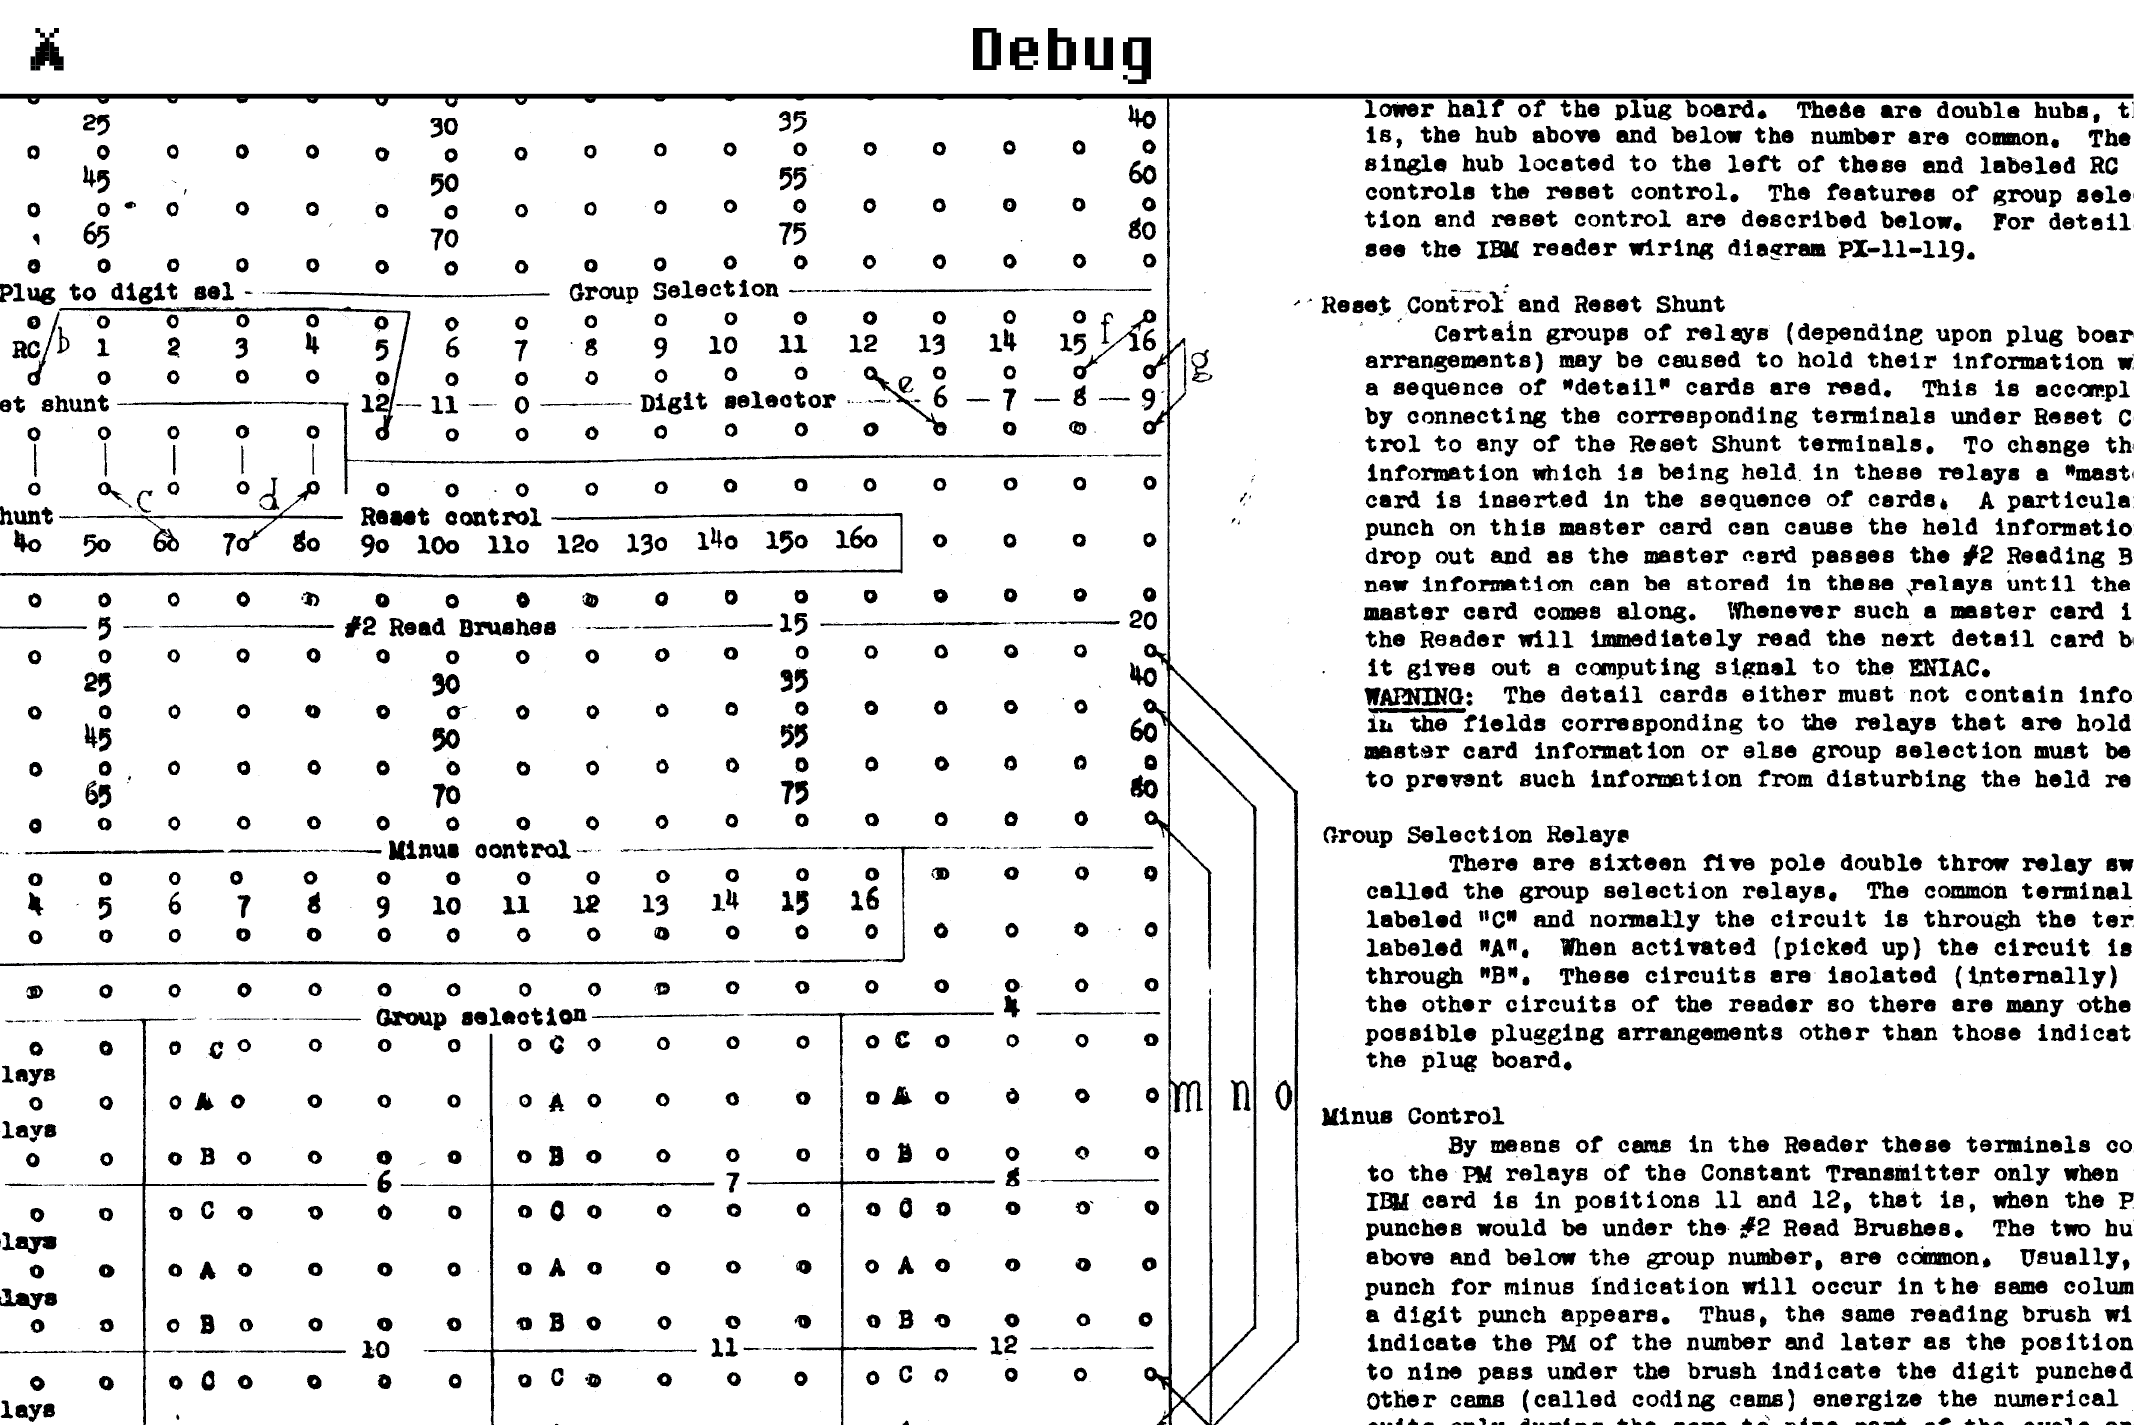 Debug
25 30 35 40
45 50 55 60
65 70 75 80
Plug to digit sel Group Selection
RC b 1 2 3 4 5 6 7 8 9 10 11 12 13 14 15 16
f
g
e
et shunt 12 11 0 Digit selector 6 7 8 9
c d
hunt Reset control
40 50 60 70 80 90 100 110 120 130 140 150 160
5 #2 Read Brushes 15 20
25 30 35 40
45 50 55 60
65 70 75 80
Minus control
4 5 6 7 8 9 10 11 12 13 14 15 16
Group selection 4
C C C
lays
A A A
m n o
lays
B B B
6 7 8
C C C
lays
A A A
lays
B B B
10 11 12
C C C
lays
lower half of the plug board. These are double hubs, t
is, the hub above and below the number are common. The
single hub located to the left of these and labeled RC
controls the reset control. The features of group sele
tion and reset control are described below. For detail
see the IBM reader wiring diagram PX-11-119.
Reset Control and Reset Shunt
Certain groups of relays (depending upon plug boar
arrangements) may be caused to hold their information w
a sequence of "detail" cards are read. This is accompl
by connecting the corresponding terminals under Reset C
trol to any of the Reset Shunt terminals. To change th
information which is being held in these relays a "mast
card is inserted in the sequence of cards. A particula
punch on this master card can cause the held informatio
drop out and as the master card passes the #2 Reading B
new information can be stored in these relays until the
master card comes along. Whenever such a master card i
the Reader will immediately read the next detail card b
it gives out a computing signal to the ENIAC.
WARNING: The detail cards either must not contain info
in the fields corresponding to the relays that are hold
master card information or else group selection must be
to prevent such information from disturbing the held re
Group Selection Relays
There are sixteen five pole double throw relay sw
called the group selection relays. The common terminal
labeled "C" and normally the circuit is through the ter
labeled "A". When activated (picked up) the circuit is
through "B". These circuits are isolated (internally)
the other circuits of the reader so there are many othe
possible plugging arrangements other than those indicat
the plug board.
Minus Control
By means of cams in the Reader these terminals co
to the PM relays of the Constant Transmitter only when
IBM card is in positions 11 and 12, that is, when the P
punches would be under the #2 Read Brushes. The two hu
above and below the group number, are common. Usually,
punch for minus indication will occur in the same colum
a digit punch appears. Thus, the same reading brush wi
indicate the PM of the number and later as the position
to nine pass under the brush indicate the digit punched
Other cams (called coding cams) energize the numerical